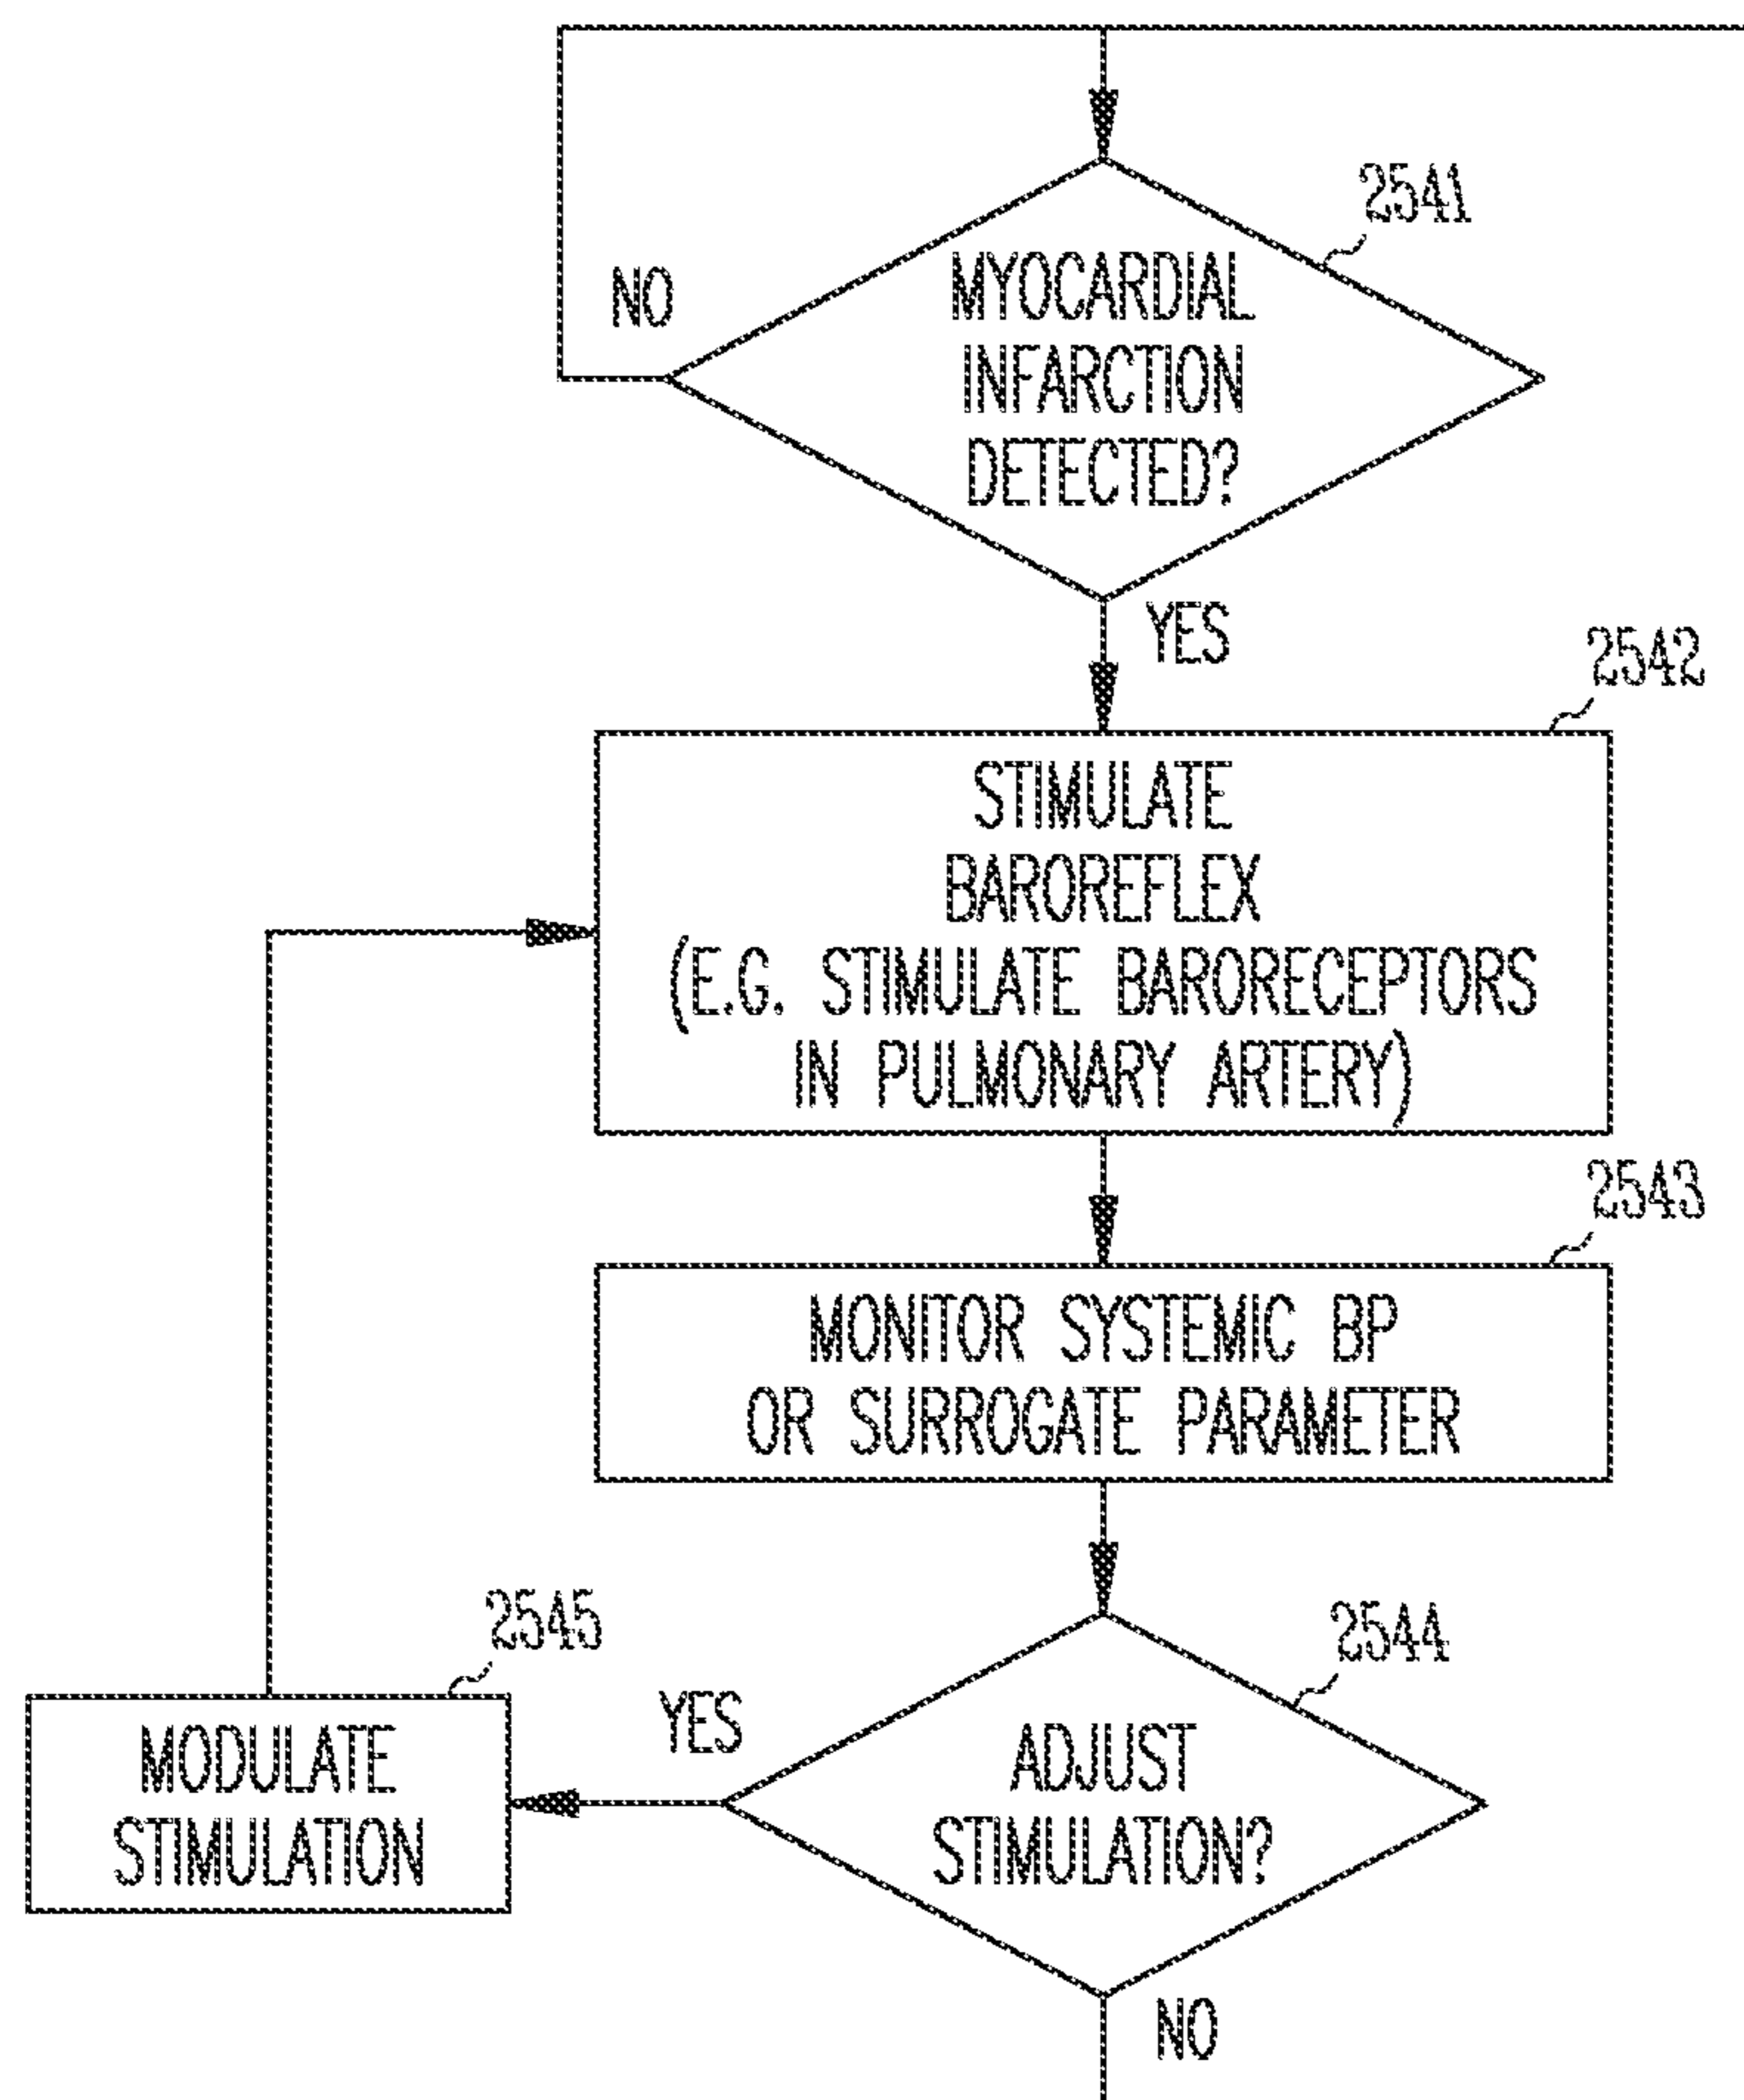 2541
MYOCARDIAL
INFARCTION
DETECTED?
NO
YES
2542
STIMULATE
BAROREFLEX
(E.G. STIMULATE BARORECEPTORS
IN PULMONARY ARTERY)
2543
MONITOR SYSTEMIC BP
OR SURROGATE PARAMETER
2545
2544
YES
MODULATE
STIMULATION
ADJUST
STIMULATION?
NO